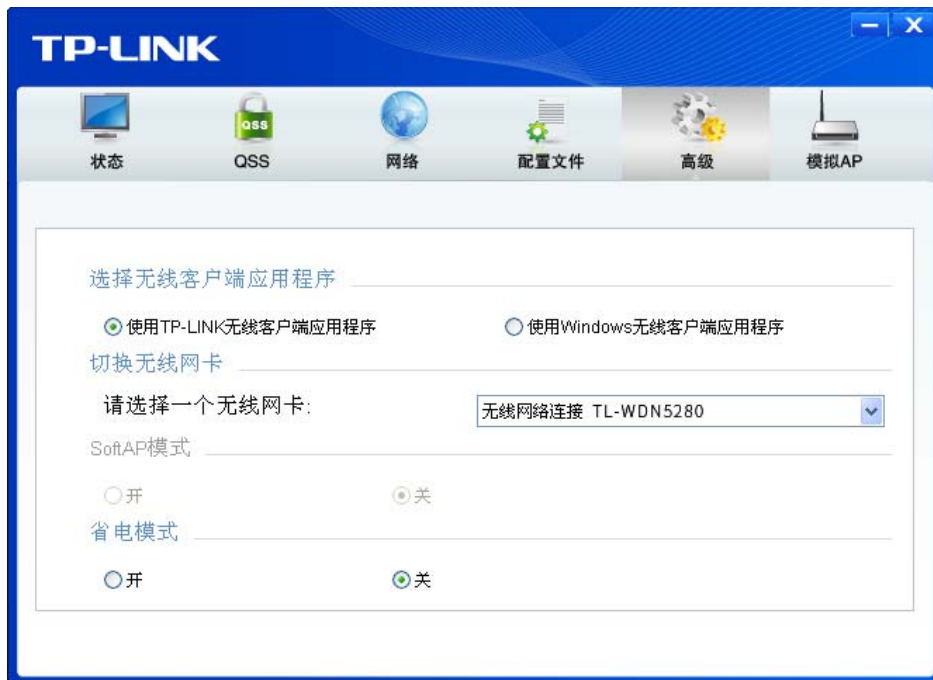 TP-LINK
QSS
状态 QSS 网络 配置文件 高级 模拟AP
选择无线客户端应用程序
使用TP-LINK无线客户端应用程序 使用Windows无线客户端应用程序
切换无线网卡
请选择一个无线网卡: 无线网络连接 TL-WDN5280
SoftAP模式
开 关
省电模式
开 关